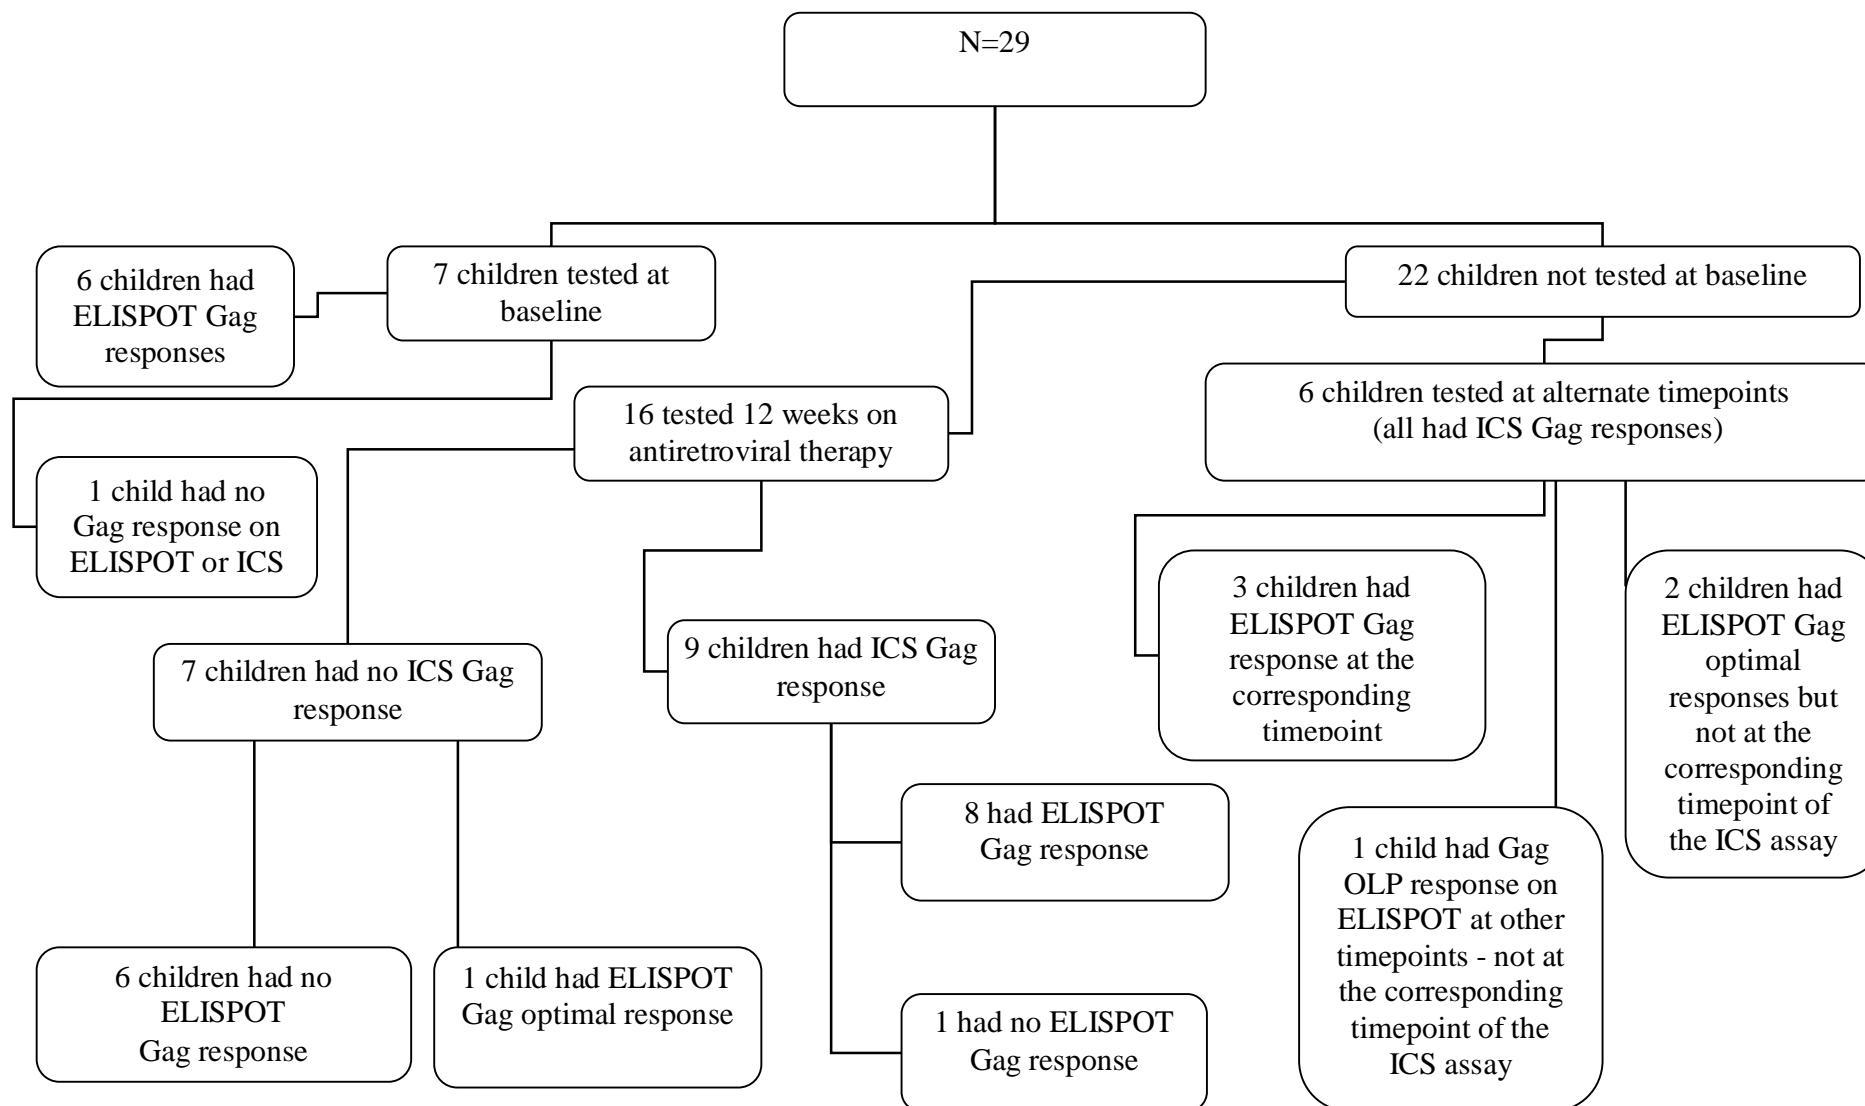 N=29
6 children had
ELISPOT Gag
responses
7 children tested at
baseline
22 children not tested at baseline
1 child had no
Gag response on
ELISPOT or ICS
16 tested 12 weeks on
antiretroviral therapy
6 children tested at alternate timepoints
(all had ICS Gag responses)
7 children had no ICS Gag
response
9 children had ICS Gag
response
3 children had
ELISPOT Gag
response at the
corresponding
timepoint
2 children had
ELISPOT Gag
optimal
responses but
not at the
corresponding
timepoint of
the ICS assay
8 had ELISPOT
Gag response
1 child had Gag
OLP response on
ELISPOT at other
timepoints - not at
the corresponding
timepoint of the
ICS assay
6 children had no
ELISPOT
Gag response
1 child had ELISPOT
Gag optimal response
1 had no ELISPOT
Gag response